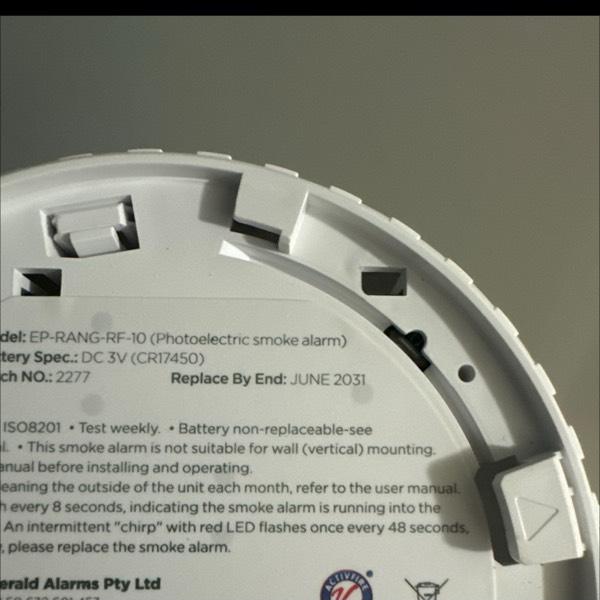 del: EP-RANG-RF-10 (Photoelectric smoke alarm)
tery Spec.: DC 3V (CR17450)
ch NO.: 2277 Replace By End: JUNE 2031
ISO8201 • Test weekly. • Battery non-replaceable-see
al. • This smoke alarm is not suitable for wall (vertical) mounting.
anual before installing and operating.
eaning the outside of the unit each month, refer to the user manual.
h every 8 seconds, indicating the smoke alarm is running into the
An intermittent "chirp" with red LED flashes once every 48 seconds,
, please replace the smoke alarm.
erald Alarms Pty Ltd
ACTIVFIRE